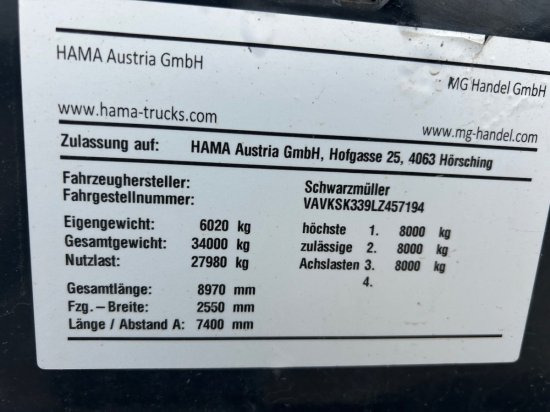 HAMA Austria GmbH
MG Handel GmbH
www.hama-trucks.com
www.mg-handel.com
Zulassung auf: HAMA Austria GmbH, Hofgasse 25, 4063 Hörsching
Fahrzeughersteller: Schwarzmüller
Fahrgestellnummer: VAVKSK339LZ457194
Eigengewicht: 6020 kg höchste 1. 8000 kg
Gesamtgewicht: 34000 kg zulässige 2. 8000 kg
Nutzlast: 27980 kg Achslasten 3. 8000 kg
4.
Gesamtlänge: 8970 mm
Fzg.-Breite: 2550 mm
Länge / Abstand A: 7400 mm